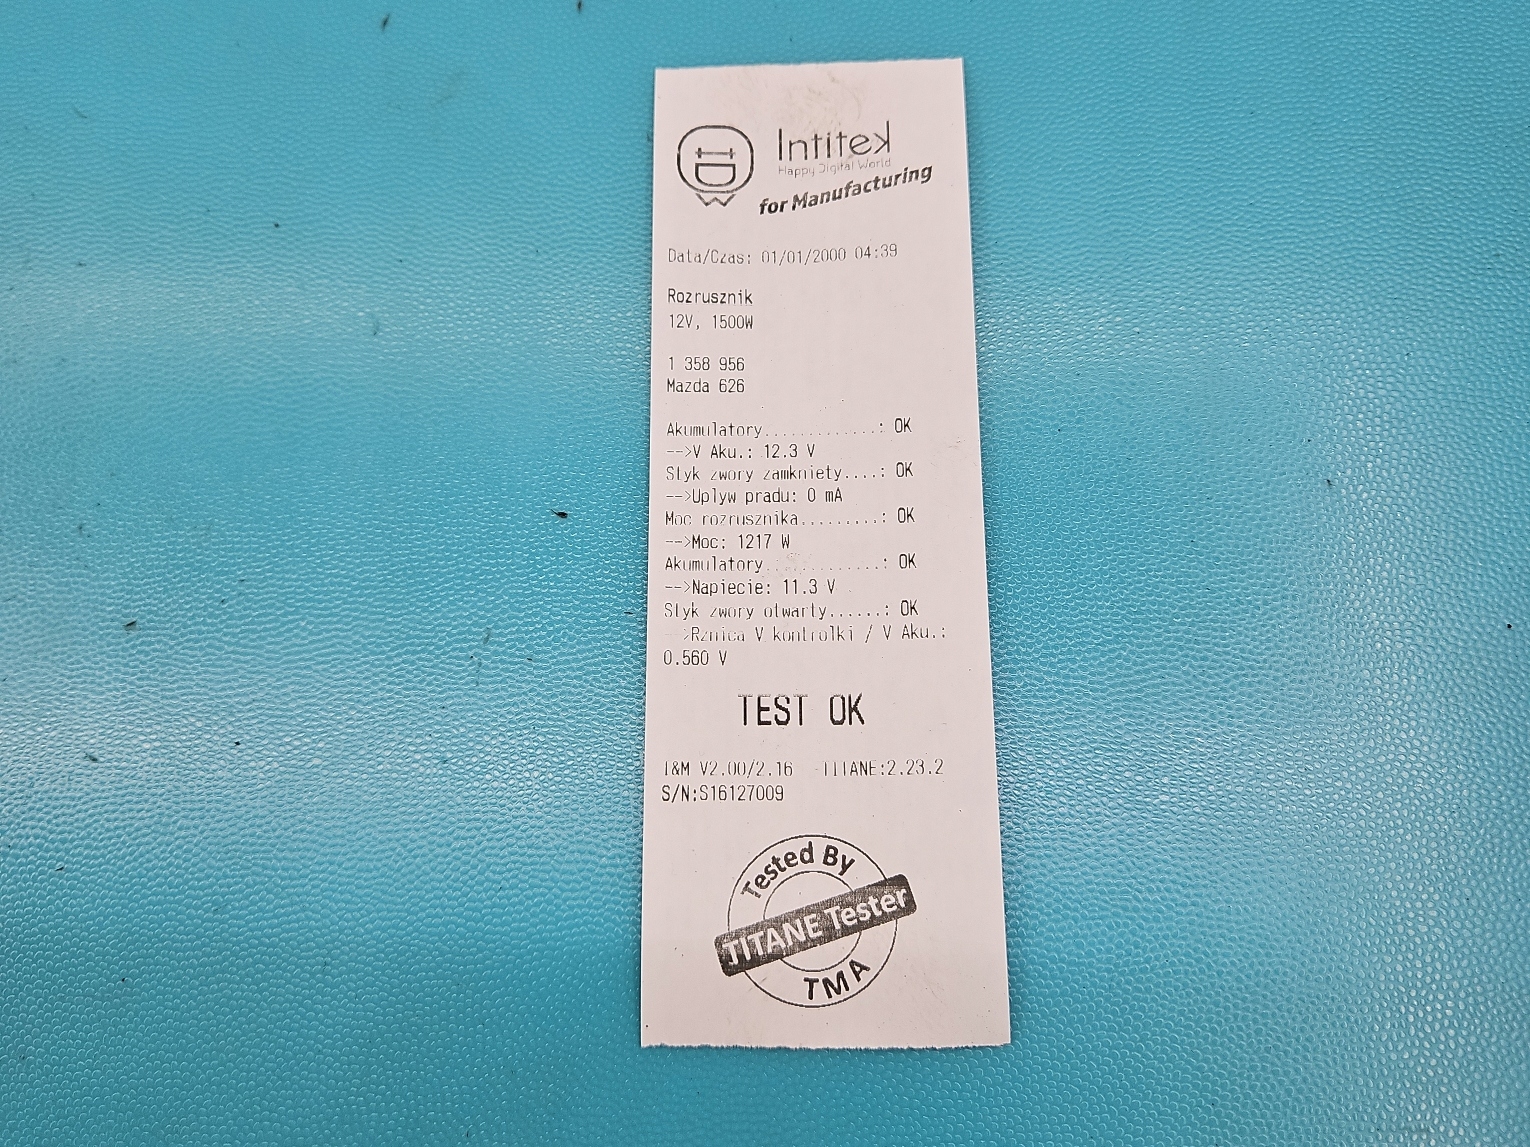 Intitek
Happy Digital World
for Manufacturing
Data/Czas: 01/01/2000 04:39
Rozrusznik
12V, 1500W
1 358 956
Mazda 626
Akumulatory.............: OK
-->V Aku.: 12.3 V
Styk zwory zamkniety....: OK
-->Uplyw pradu: 0 mA
Moc rozrusznika.........: OK
-->Moc: 1217 W
Akumulatory.............: OK
-->Napiecie: 11.3 V
Styk zwory otwarty......: OK
-->Rznica V kontrolki / V Aku.:
0.560 V
TEST OK
I&M V2.00/2.16 -TITANE:2.23.2
S/N:S16127009
Tested By
TITANE Tester
TMA